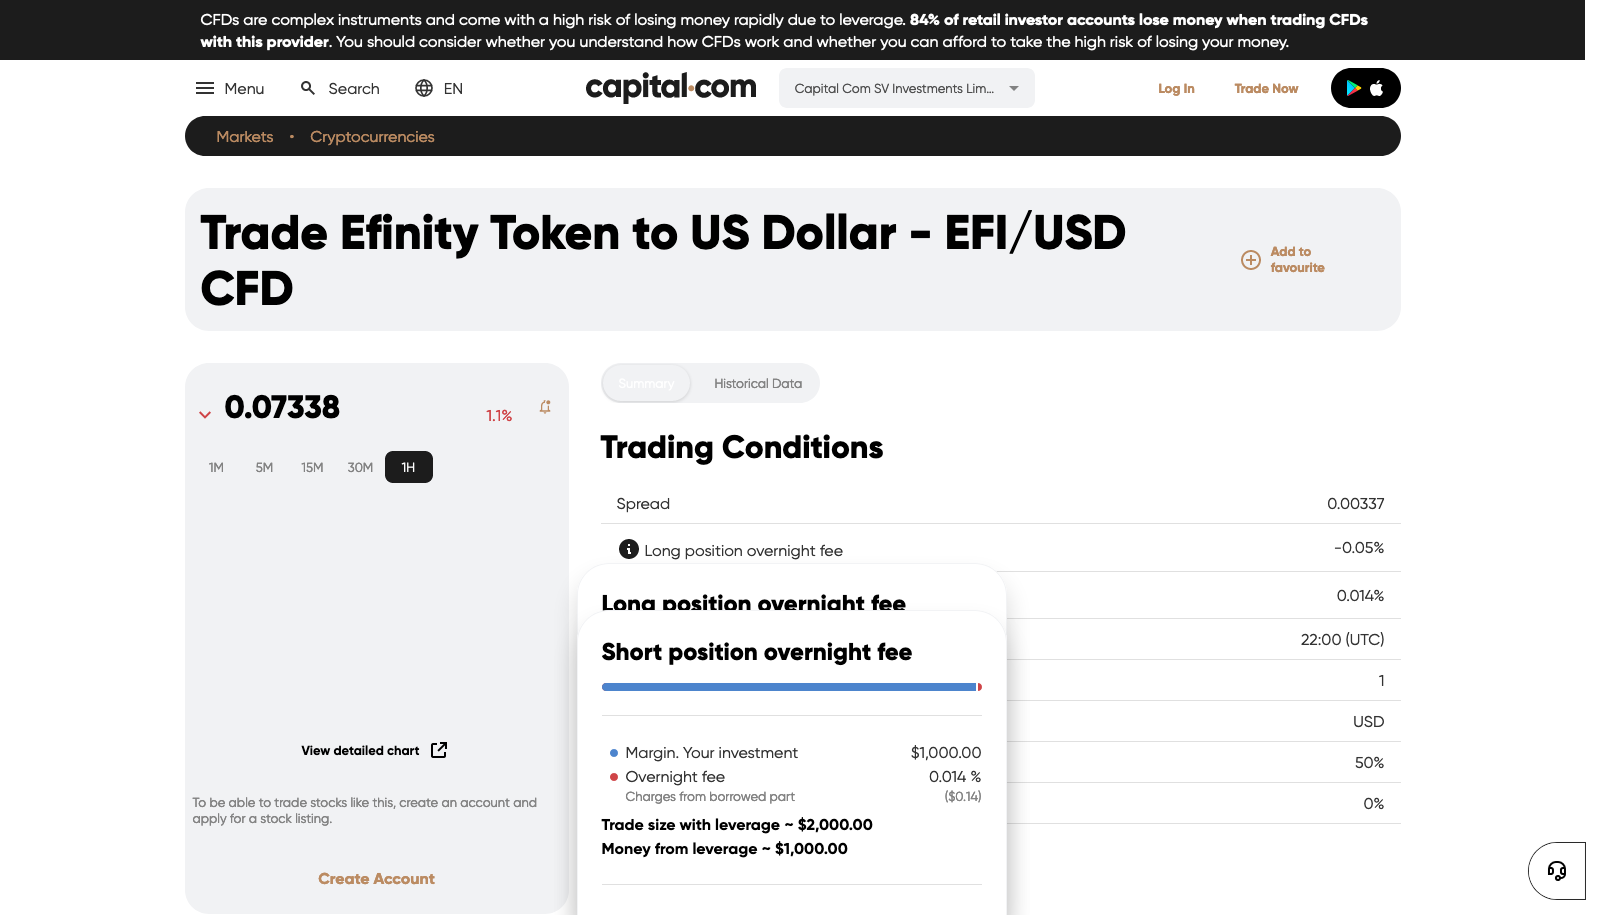 CFDs are complex instruments and come with a high risk of losing money rapidly due to leverage. 84% of retail investor accounts lose money when trading CFDs
with this provider. You should consider whether you understand how CFDs work and whether you can afford to take the high risk of losing your money.
Menu
Search
EN
capital.com
Capital Com SV Investments Lim...
Log In
Trade Now
Markets • Cryptocurrencies
Trade Efinity Token to US Dollar - EFI/USD
CFD
Add to
favourite
0.07338
1.1%
1M 5M 15M 30M 1H
View detailed chart
To be able to trade stocks like this, create an account and
apply for a stock listing.
Create Account
Summary
Historical Data
Trading Conditions
Spread 0.00337
Long position overnight fee -0.05%
0.014%
22:00 (UTC)
1
USD
50%
0%
Long position overnight fee
Short position overnight fee
Margin. Your investment $1,000.00
Overnight fee 0.014 %
Charges from borrowed part ($0.14)
Trade size with leverage ~ $2,000.00
Money from leverage ~ $1,000.00